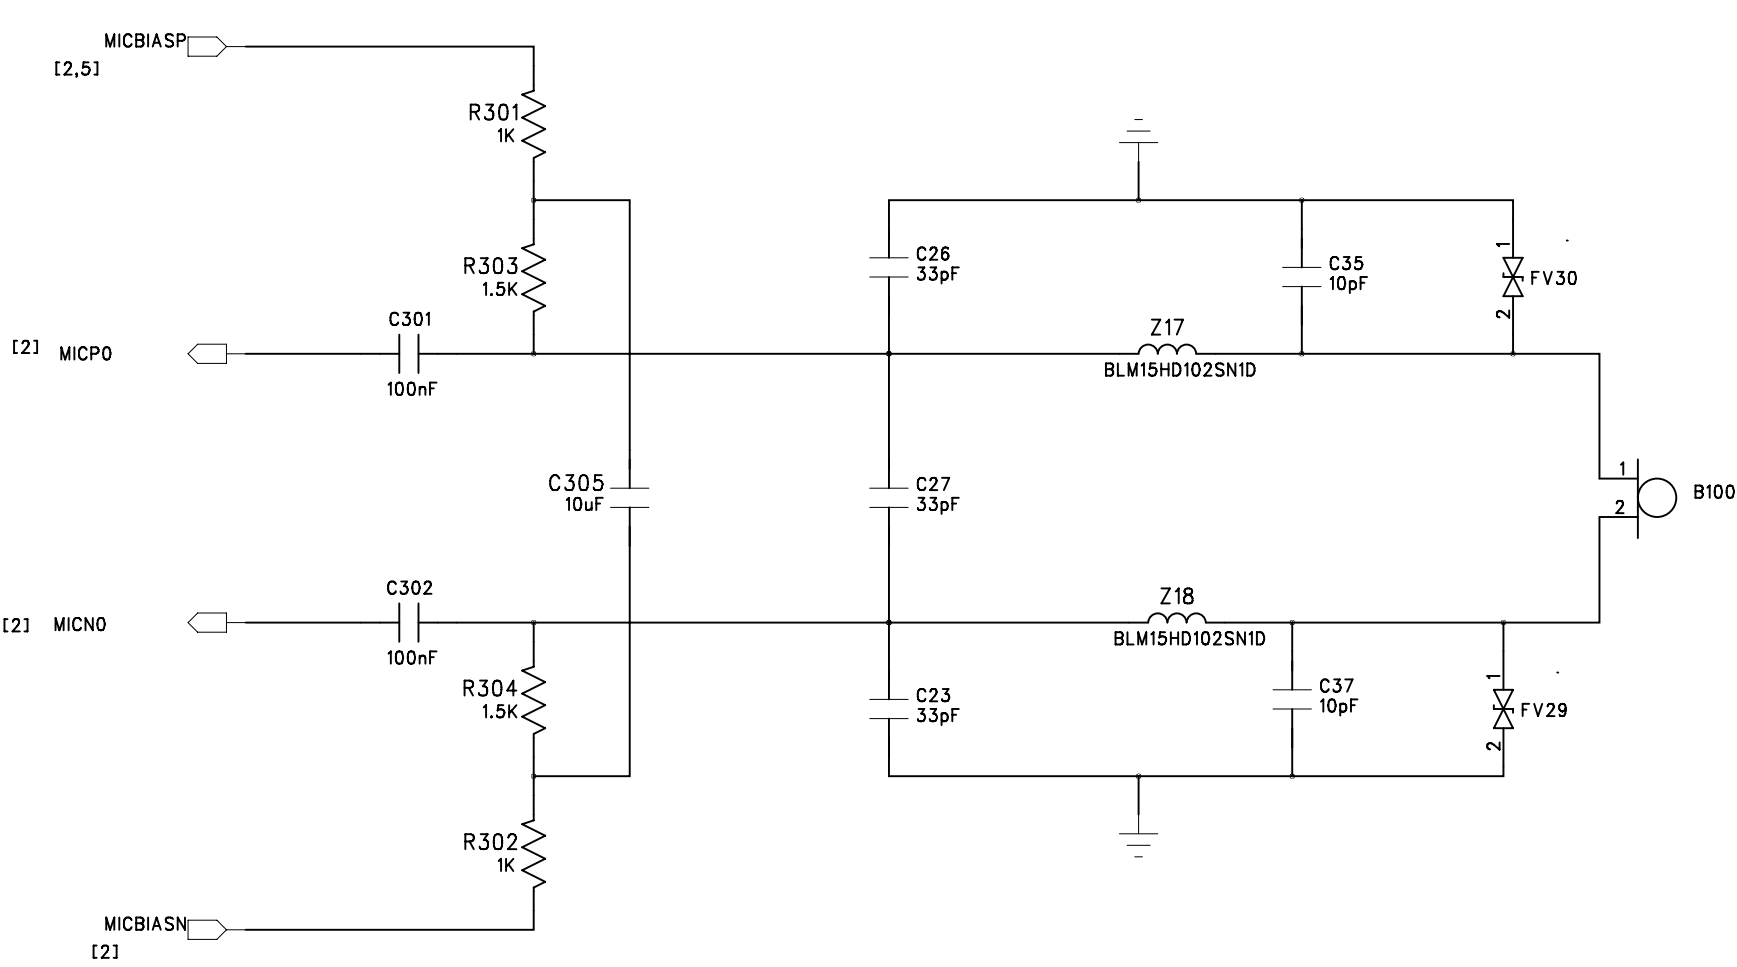 MICBIASP
[2,5]
R301
1K
R303
1.5K
C26
33pF
C35
10pF
1
FV30
2
C301
[2] MICP0
100nF
Z17
BLM15HD102SN1D
C305
10uF
C27
33pF
1
2
B100
C302
[2] MICN0
100nF
Z18
BLM15HD102SN1D
R304
1.5K
C23
33pF
C37
10pF
1
FV29
2
R302
1K
MICBIASN
[2]